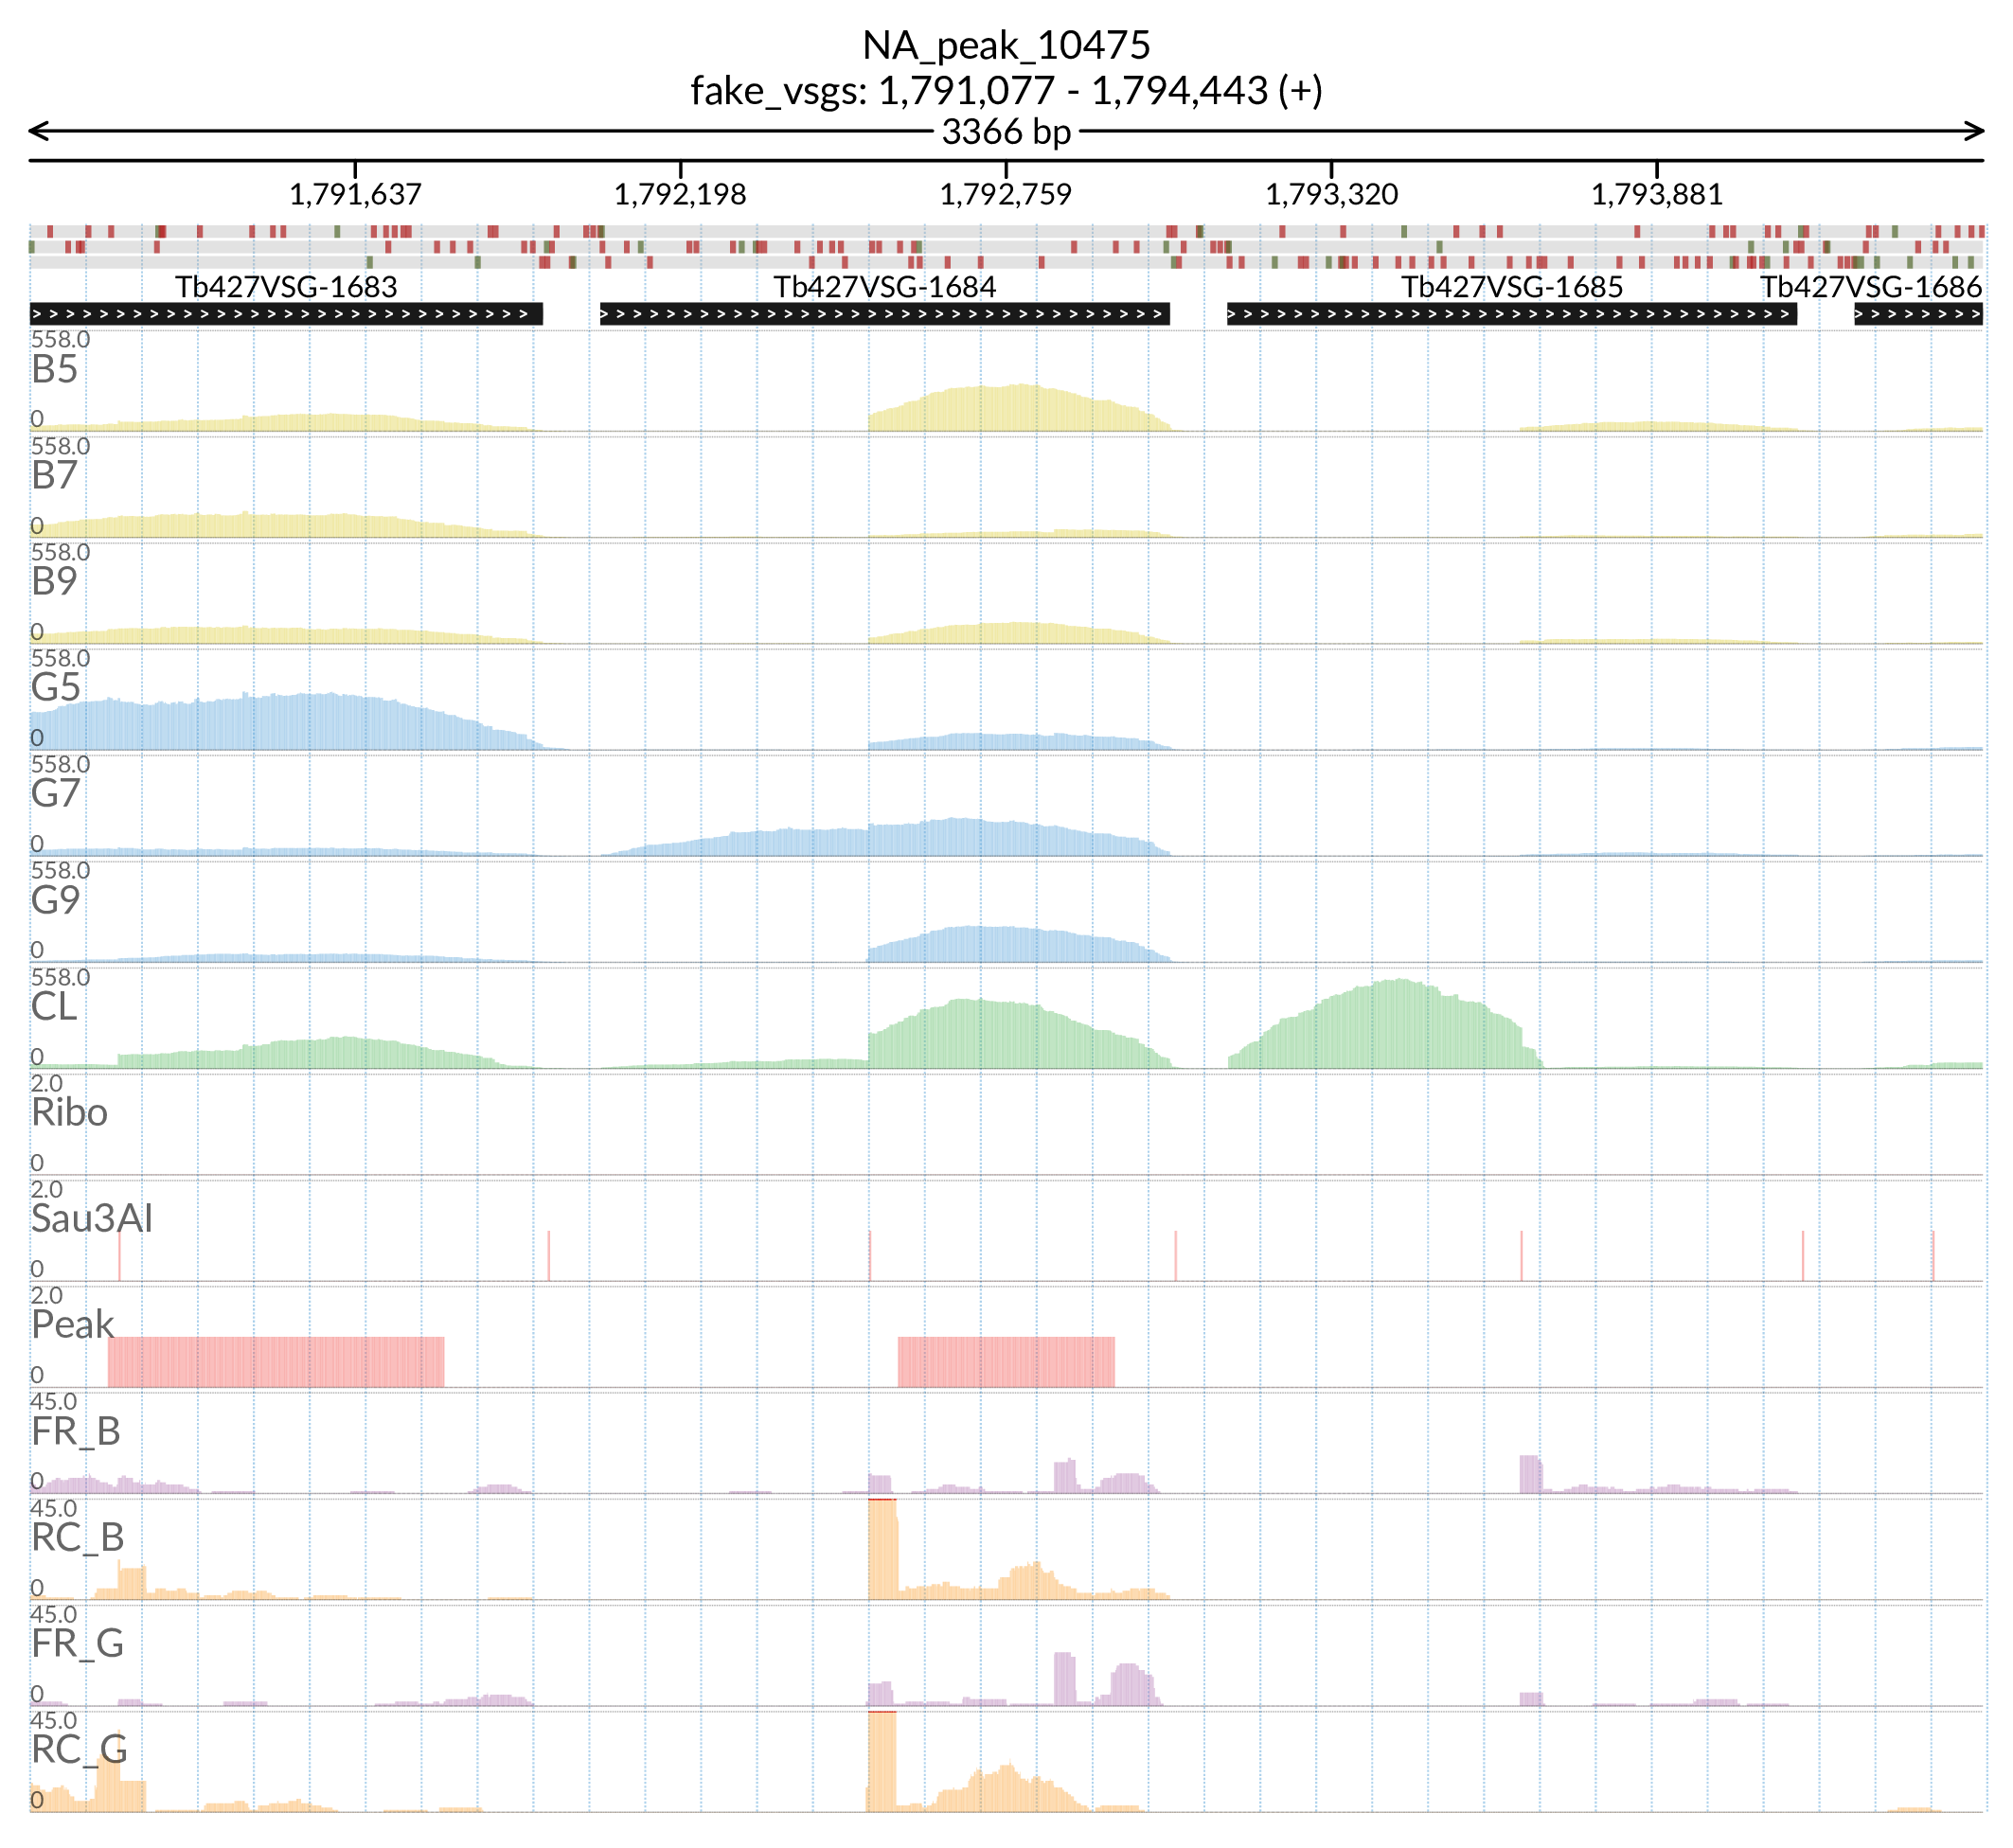 NA_peak_10475
fake_vsgs: 1,791,077 - 1,794,443 (+)
3366 bp
1,791,637 1,792,198 1,792,759 1,793,320 1,793,881
Tb427VSG-1683 Tb427VSG-1684 Tb427VSG-1685 Tb427VSG-1686
558.0
B5
0
558.0
B7
0
558.0
B9
0
558.0
G5
0
558.0
G7
0
558.0
G9
0
558.0
CL
0
2.0
Ribo
0
2.0
Sau3AI
0
2.0
Peak
0
45.0
FR_B
0
45.0
RC_B
0
45.0
FR_G
0
45.0
RC_G
0